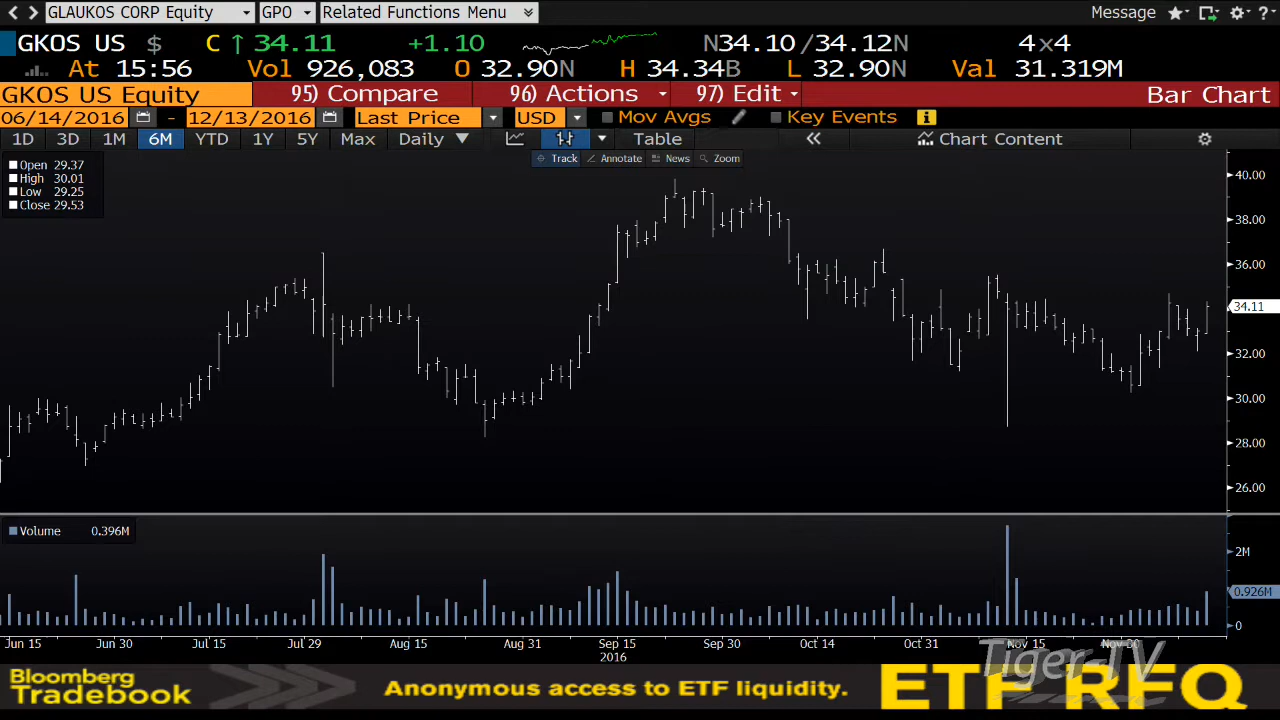 GLAUKOS CORP Equity GPO Related Functions Menu Message
GKOS US $ C ↑ 34.11 +1.10 N34.10 /34.12N 4x4
At 15:56 Vol 926,083 O 32.90N H 34.34B L 32.90N Val 31.319M
GKOS US Equity 95) Compare 96) Actions 97) Edit Bar Chart
06/14/2016 - 12/13/2016 Last Price USD Mov Avgs Key Events
1D 3D 1M 6M YTD 1Y 5Y Max Daily ▼ Table « Chart Content
Track Annotate News Zoom
Open 29.37
High 30.01
Low 29.25
Close 29.53
40.00
38.00
36.00
34.11
32.00
30.00
28.00
26.00
Volume 0.396M
2M
0.926M
0
Jun 15 Jun 30 Jul 15 Jul 29 Aug 15 Aug 31 Sep 15 Sep 30 Oct 14 Oct 31 Nov 15 Nov 30
2016
Tiger-TV
Bloomberg
Tradebook
Anonymous access to ETF liquidity.
ETF RFQ